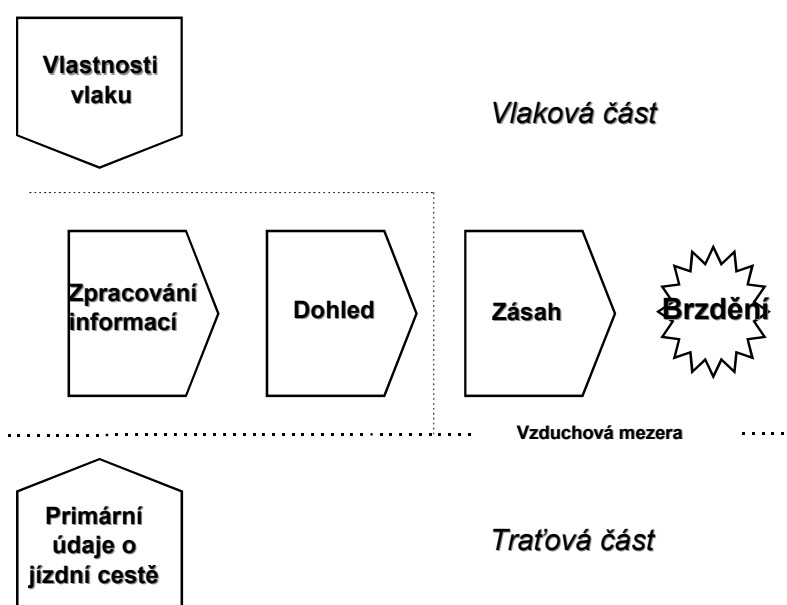 Vlastnosti
vlaku
Vlaková část
Zpracování
informací
Dohled
Zásah
Brzdění
Vzduchová mezera
Primární
údaje o
jízdní cestě
Traťová část